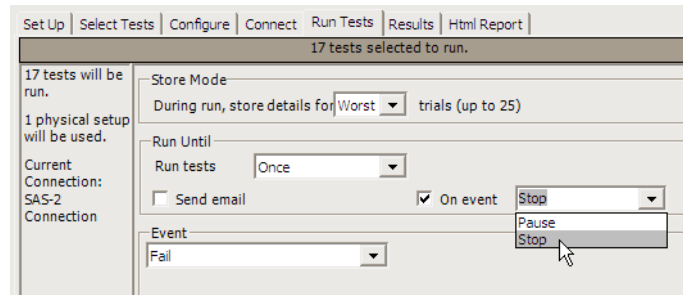 Set Up Select Tests Configure Connect Run Tests Results Html Report
17 tests selected to run.
17 tests will be
run.
1 physical setup
will be used.
Current
Connection:
SAS-2
Connection
Store Mode
During run, store details for Worst trials (up to 25)
Run Until
Run tests Once
Send email On event Stop
Pause
Stop
Event
Fail